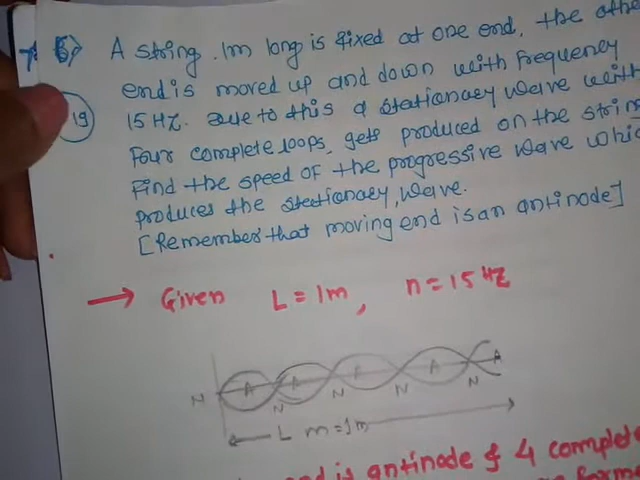 6) A string 1m long is fixed at one end, the othe
end is moved up and down with frequency
19 15 HZ. Due to this a stationary wave with
Four complete loops, gets produced on the strin
Find the speed of the progressive wave whic
produces the stationary, wave.
[Remember that moving end is an antinode]
→ Given L = 1m, n = 15 HZ
A A A A A
N N N N N
L m = 1m
end is antinode & 4 complete